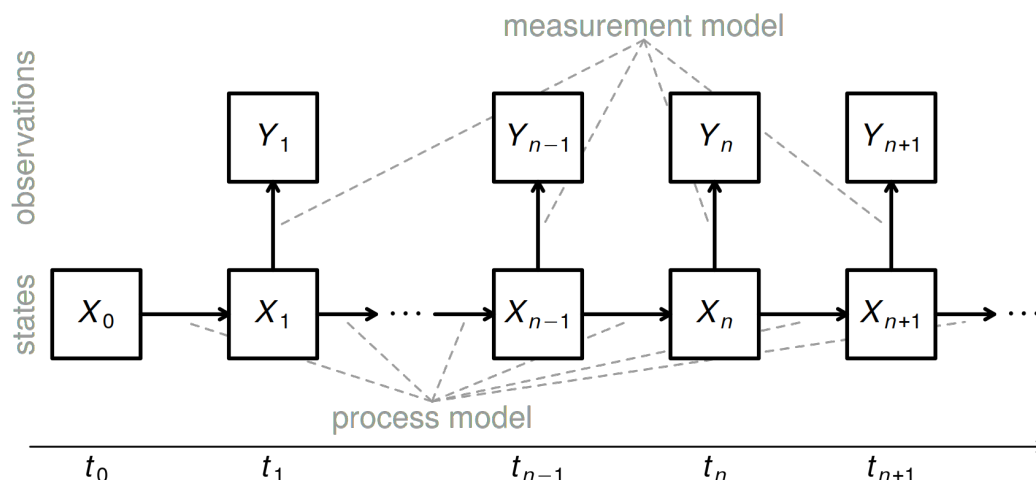 measurement model
observations
Y₁ Yₙ₋₁ Yₙ Yₙ₊₁
states
X₀ X₁ ··· Xₙ₋₁ Xₙ Xₙ₊₁ ···
process model
t₀ t₁ tₙ₋₁ tₙ tₙ₊₁